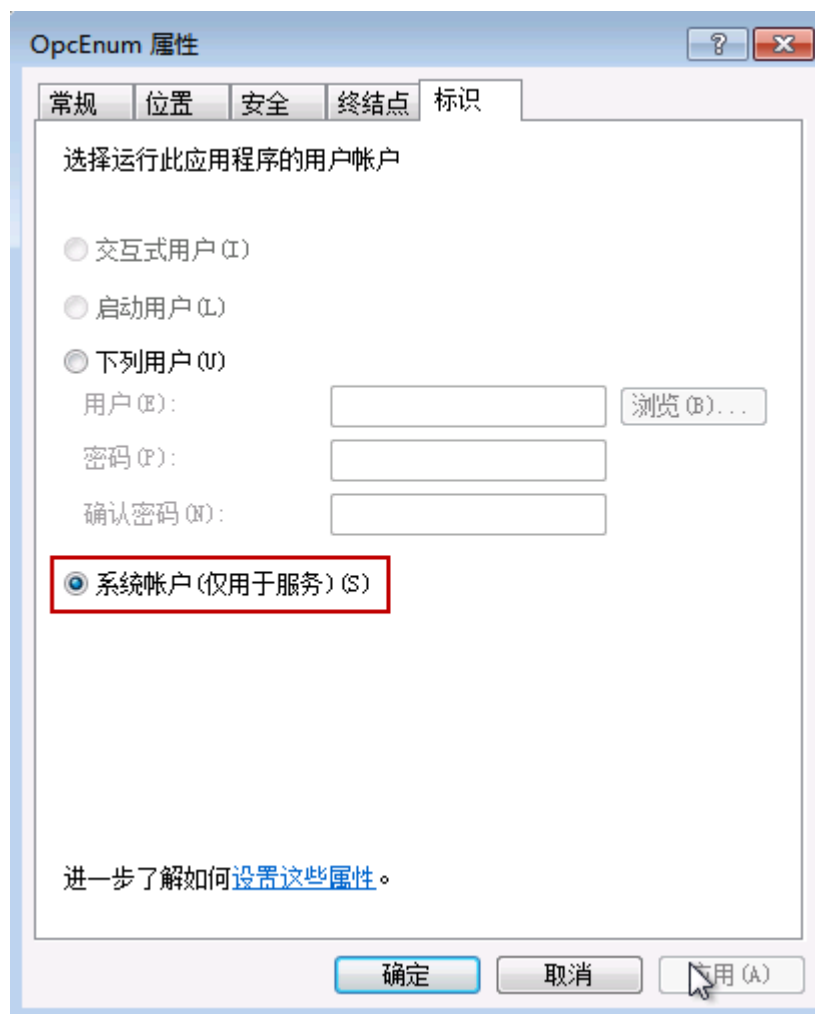 OpcEnum 属性
常规 位置 安全 终结点 标识
选择运行此应用程序的用户帐户
交互式用户(I)
启动用户(L)
下列用户(U)
用户(E): 浏览(B)...
密码(P):
确认密码(N):
系统帐户(仅用于服务)(S)
进一步了解如何设置这些属性。
确定 取消 应用(A)